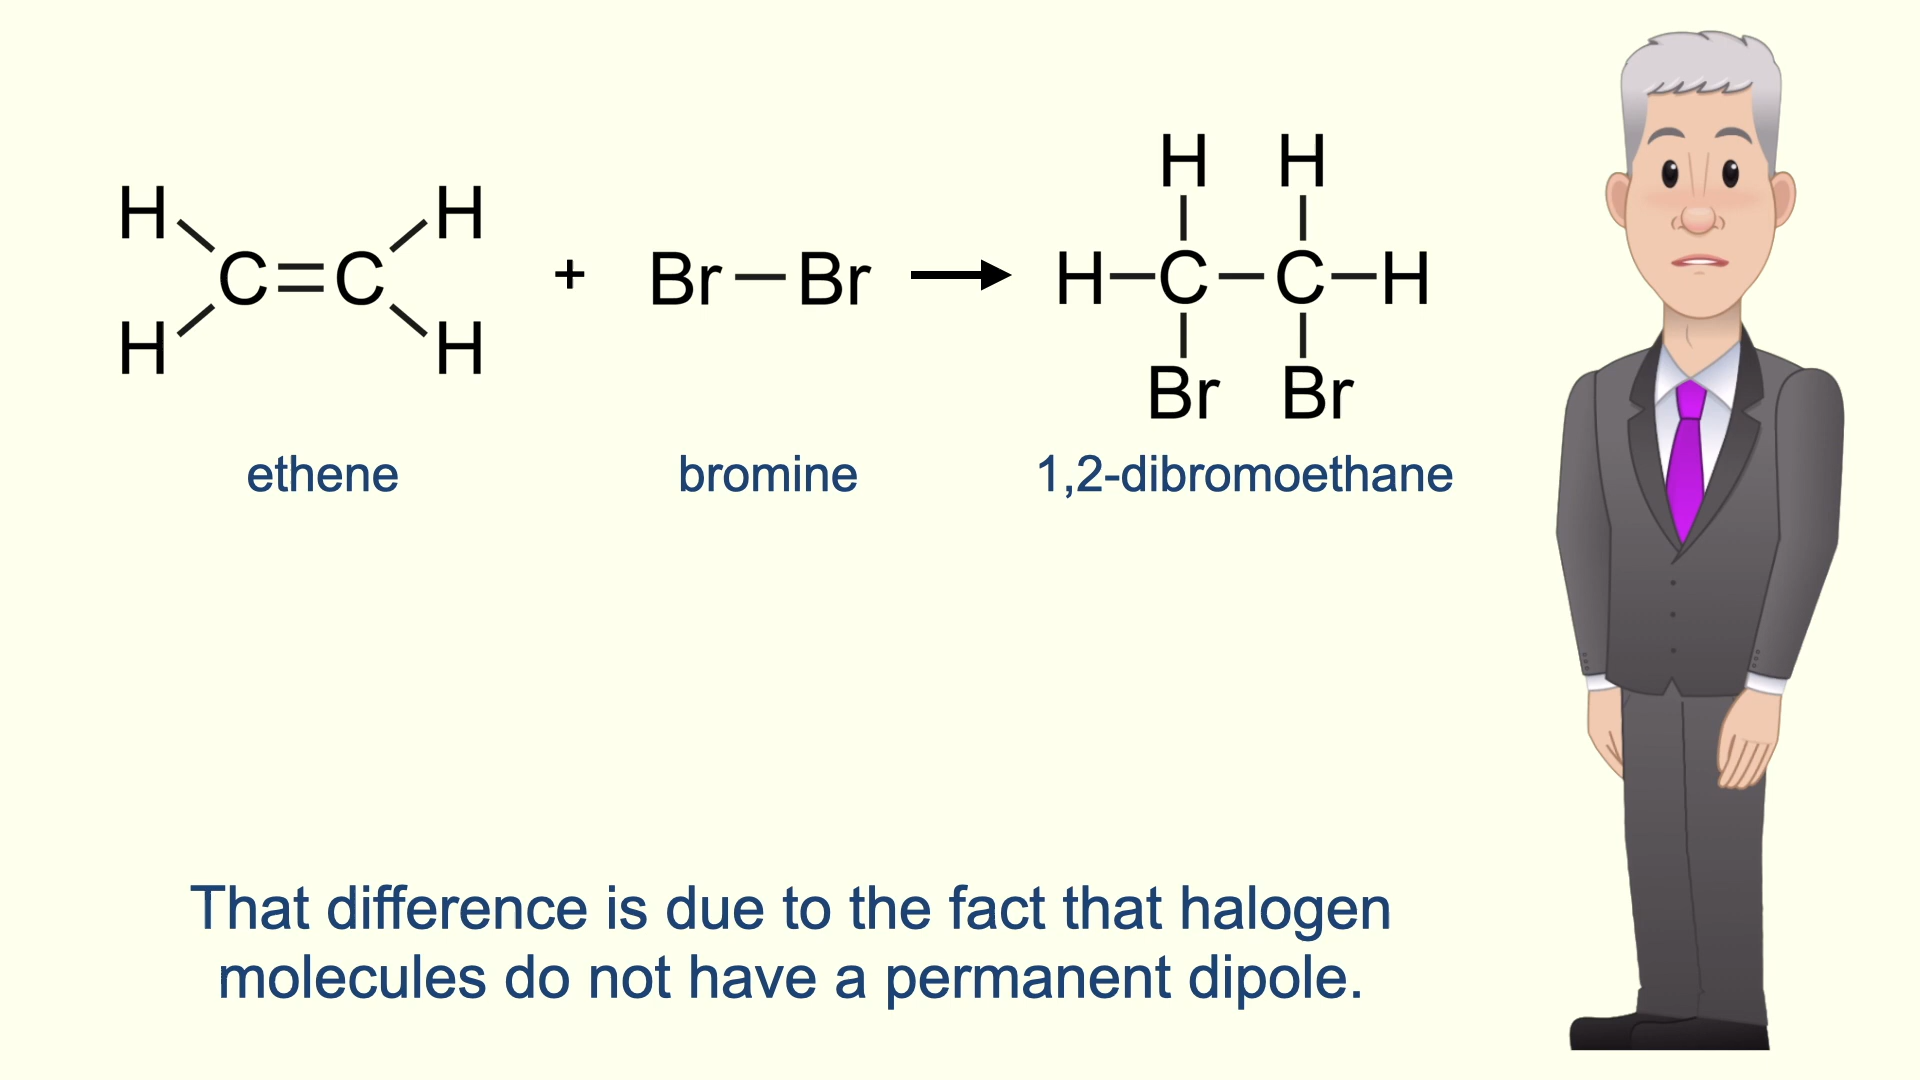 H H H H
H C=C H + Br—Br → H—C—C—H
H H Br Br
ethene bromine 1,2-dibromoethane
That difference is due to the fact that halogen
molecules do not have a permanent dipole.